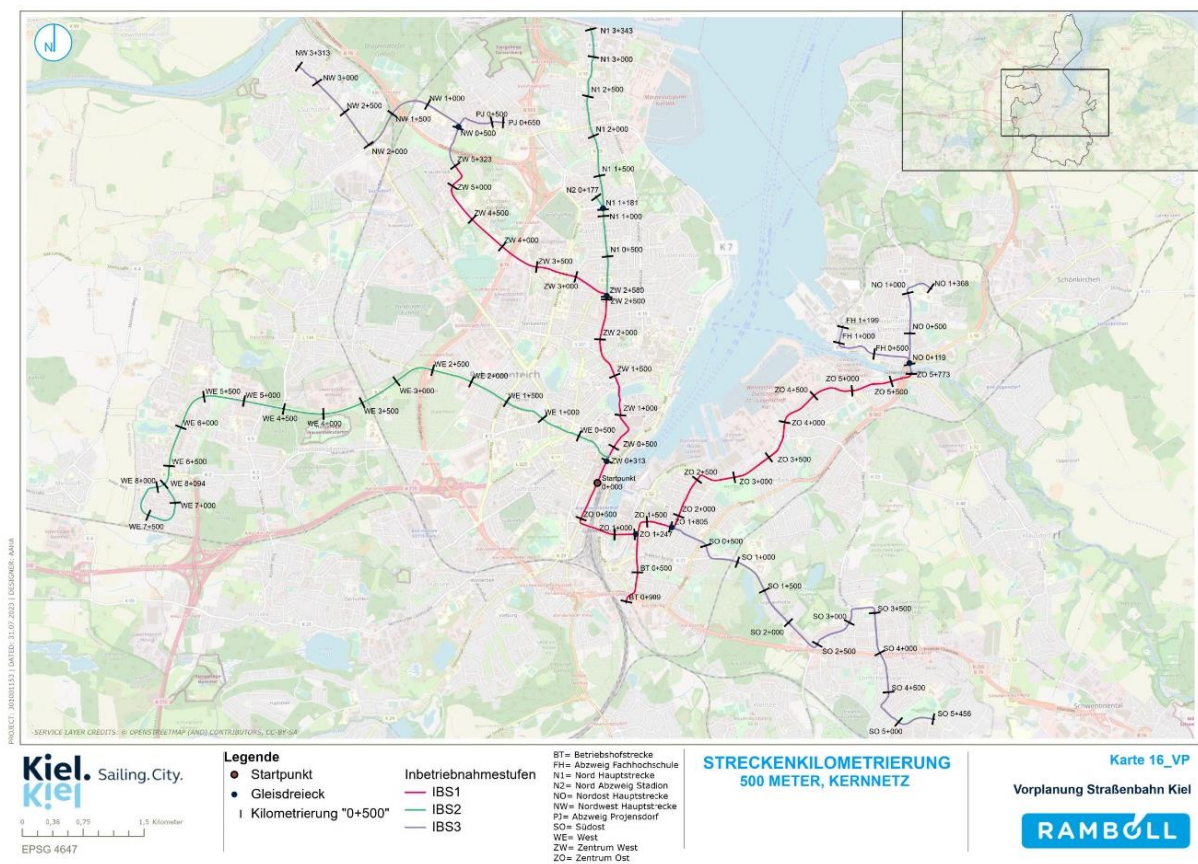 N
NW 3+313
NW 3+000
NW 2+500
NW 2+000
NW 1+500
NW 1+000
NW 0+500
PJ 0+500
PJ 0+650
ZW 5+323
ZW 5+000
ZW 4+500
ZW 4+000
ZW 3+500
ZW 3+000
N1 3+343
N1 3+000
N1 2+500
N1 2+000
N1 1+500
N2 0+177
N1 1+181
N1 1+000
N1 0+500
K 7
ZW 2+580
ZW 2+500
ZW 2+000
ZW 1+500
ZW 1+000
ZW 0+500
ZW 0+313
Startpunkt
0+000
NO 1+000
NO 1+368
NO 0+500
NO 0+119
FH 1+199
FH 1+000
FH 0+500
ZO 5+773
ZO 5+500
ZO 5+000
ZO 4+500
ZO 4+000
ZO 3+500
ZO 3+000
ZO 2+500
ZO 2+000
ZO 1+805
ZO 1+500
ZO 1+247
ZO 1+000
ZO 0+500
BT 0+500
BT 0+909
WE 0+500
WE 1+000
WE 1+500
WE 2+000
WE 2+500
WE 3+000
WE 3+500
WE 4+000
WE 4+500
WE 5+000
WE 5+500
WE 6+000
WE 6+500
WE 8+000
WE 8+094
WE 7+000
WE 7+500
SO 0+500
SO 1+000
SO 1+500
SO 2+000
SO 2+500
SO 3+000
SO 3+500
SO 4+000
SO 4+500
SO 5+000
SO 5+456
Schönkirchen
Schwentinental
PROJECT: 301001153 | DATED: 31.07.2023 | DESIGNER: AAHA
SERVICE LAYER CREDITS: © OPENSTREETMAP (AND) CONTRIBUTORS, CC-BY-SA
Kiel. Sailing.City.
Kiel
0 0,38 0,75 1,5 Kilometer
EPSG 4647
Legende
Startpunkt
Gleisdreieck
Kilometrierung "0+500"
Inbetriebnahmestufen
IBS1
IBS2
IBS3
BT= Betriebshofstrecke
FH= Abzweig Fachhochschule
N1= Nord Hauptstrecke
N2= Nord Abzweig Stadion
NO= Nordost Hauptstrecke
NW= Nordwest Hauptstrecke
PJ= Abzweig Projensdorf
SO= Südost
WE= West
ZW= Zentrum West
ZO= Zentrum Ost
STRECKENKILOMETRIERUNG
500 METER, KERNNETZ
Karte 16_VP
Vorplanung Straßenbahn Kiel
RAMBOLL